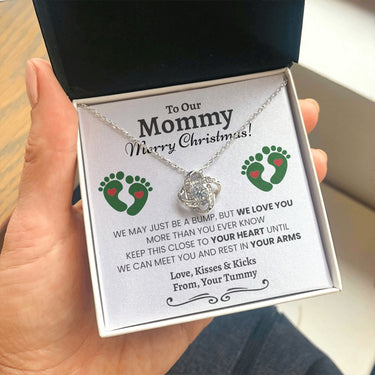 To Our
Mommy
Merry Christmas!
WE MAY JUST BE A BUMP, BUT WE LOVE YOU
MORE THAN YOU EVER KNOW
KEEP THIS CLOSE TO YOUR HEART UNTIL
WE CAN MEET YOU AND REST IN YOUR ARMS
Love, Kisses & Kicks
From, Your Tummy